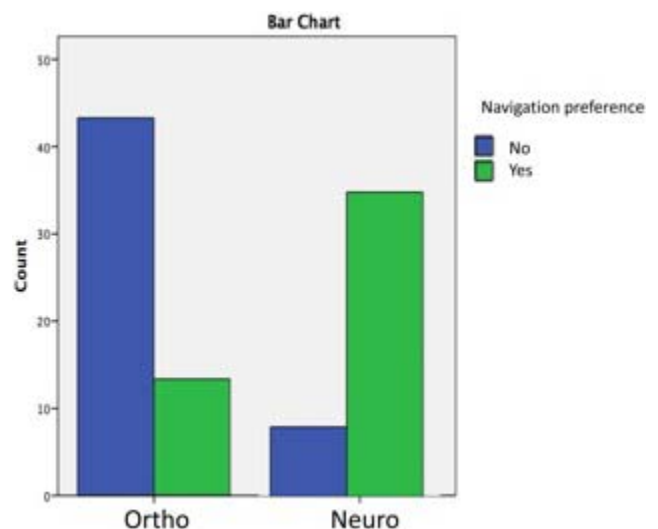 Bar Chart
50
40
30
20
10
0
Count
Ortho
Neuro
Navigation preference
No
Yes